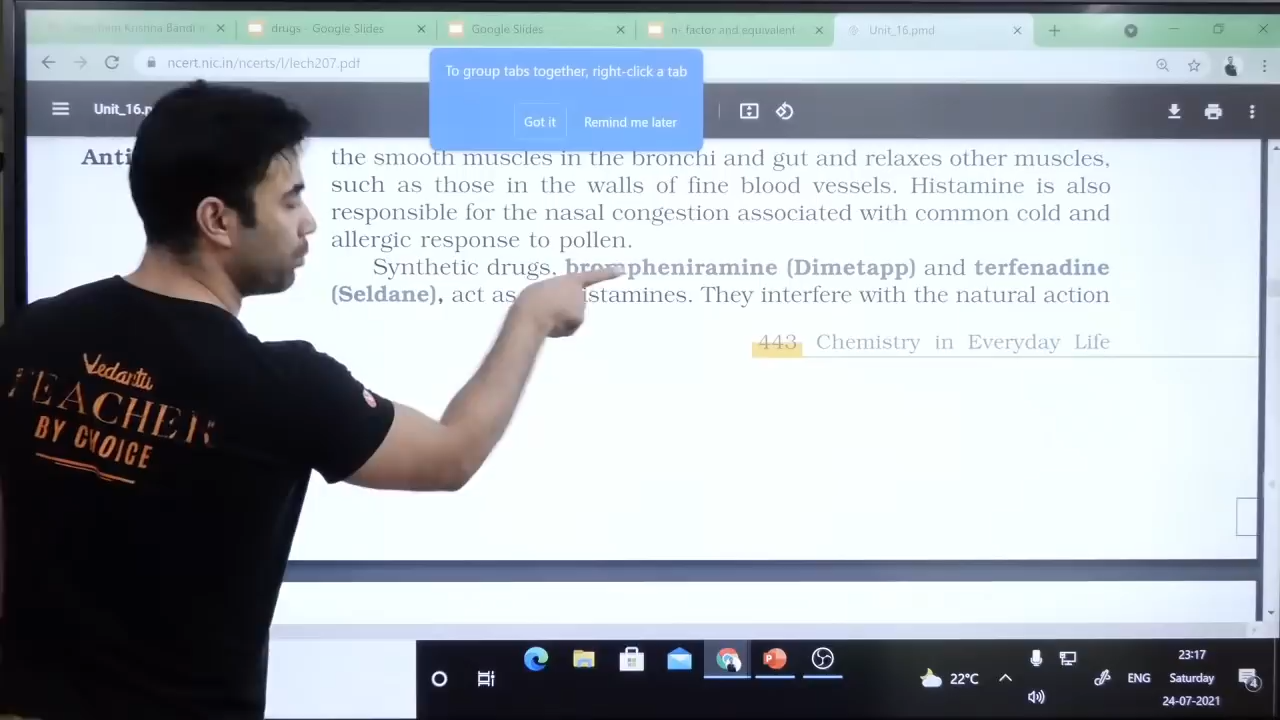 drugs - Google Slides
Google Slides
n- factor and equivalent
Unit_16.pmd
ncert.nic.in/ncerts/l/lech207.pdf
To group tabs together, right-click a tab
Got it
Remind me later
Unit_16.p
Anti
the smooth muscles in the bronchi and gut and relaxes other muscles,
such as those in the walls of fine blood vessels. Histamine is also
responsible for the nasal congestion associated with common cold and
allergic response to pollen.
Synthetic drugs, brompheniramine (Dimetapp) and terfenadine
(Seldane), act as istamines. They interfere with the natural action
443 Chemistry in Everyday Life
Vedantu
TEACHER
BY CHOICE
22°C
ENG
23:17
Saturday
24-07-2021
4